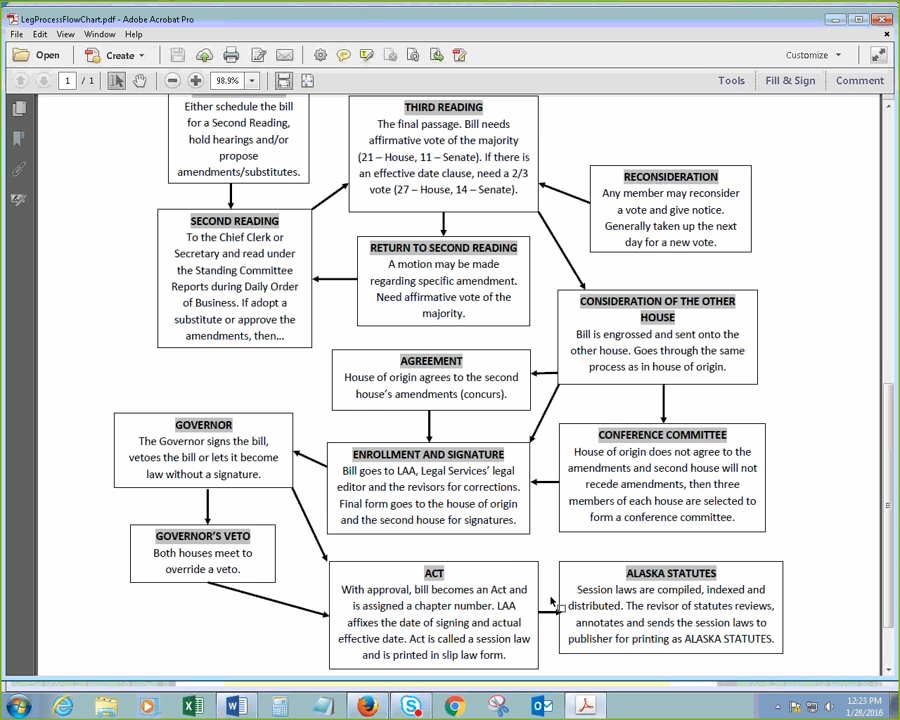 LegProcessFlowChart.pdf - Adobe Acrobat Pro
File Edit View Window Help
Open Create Customize
1 / 1 98.9% Tools Fill & Sign Comment
Either schedule the bill
for a Second Reading,
hold hearings and/or
propose
amendments/substitutes.
THIRD READING
The final passage. Bill needs
affirmative vote of the majority
(21 – House, 11 – Senate). If there is
an effective date clause, need a 2/3
vote (27 – House, 14 – Senate).
RECONSIDERATION
Any member may reconsider
a vote and give notice.
Generally taken up the next
day for a new vote.
SECOND READING
To the Chief Clerk or
Secretary and read under
the Standing Committee
Reports during Daily Order
of Business. If adopt a
substitute or approve the
amendments, then…
RETURN TO SECOND READING
A motion may be made
regarding specific amendment.
Need affirmative vote of the
majority.
CONSIDERATION OF THE OTHER
HOUSE
Bill is engrossed and sent onto the
other house. Goes through the same
process as in house of origin.
AGREEMENT
House of origin agrees to the second
house's amendments (concurs).
GOVERNOR
The Governor signs the bill,
vetoes the bill or lets it become
law without a signature.
ENROLLMENT AND SIGNATURE
Bill goes to LAA, Legal Services' legal
editor and the revisors for corrections.
Final form goes to the house of origin
and the second house for signatures.
CONFERENCE COMMITTEE
House of origin does not agree to the
amendments and second house will not
recede amendments, then three
members of each house are selected to
form a conference committee.
GOVERNOR'S VETO
Both houses meet to
override a veto.
ACT
With approval, bill becomes an Act and
is assigned a chapter number. LAA
affixes the date of signing and actual
effective date. Act is called a session law
and is printed in slip law form.
ALASKA STATUTES
Session laws are compiled, indexed and
distributed. The revisor of statutes reviews,
annotates and sends the session laws to
publisher for printing as ALASKA STATUTES.
12:23 PM
1/28/2016